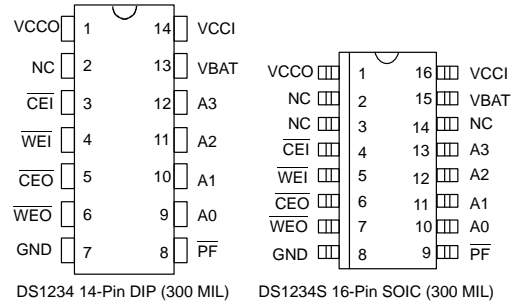 VCCO 1 14 VCCI
NC 2 13 VBAT
CEI 3 12 A3
WEI 4 11 A2
CEO 5 10 A1
WEO 6 9 A0
GND 7 8 PF
DS1234 14-Pin DIP (300 MIL)
VCCO 1 16 VCCI
NC 2 15 VBAT
NC 3 14 NC
CEI 4 13 A3
WEI 5 12 A2
CEO 6 11 A1
WEO 7 10 A0
GND 8 9 PF
DS1234S 16-Pin SOIC (300 MIL)